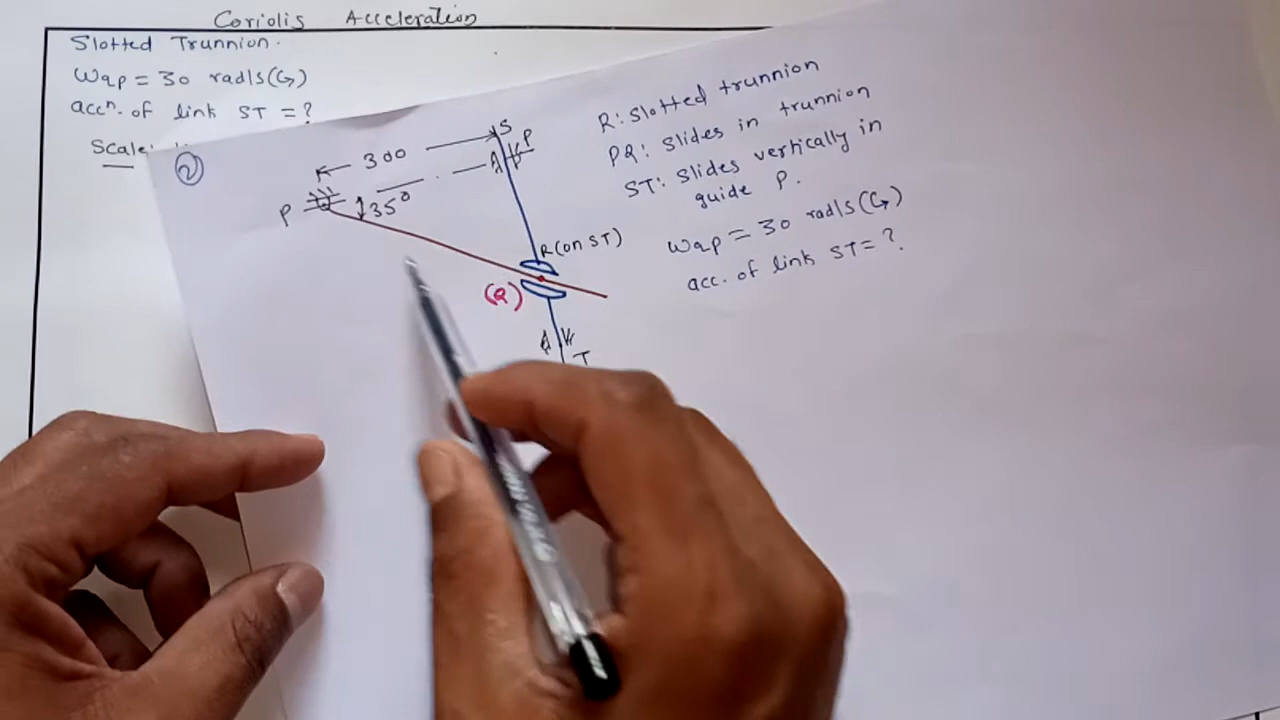 Coriolis Acceleration
Slotted Trunnion.
ωqp = 30 rad/s(↺)
accⁿ. of link ST = ?
Scale:
②
300
S
P
P
35°
R(on ST)
(Q)
T
R: Slotted trunnion
PQ: Slides in trunnion
ST: Slides vertically in
guide P.
ωqp = 30 rad/s(↺)
acc. of link ST = ?